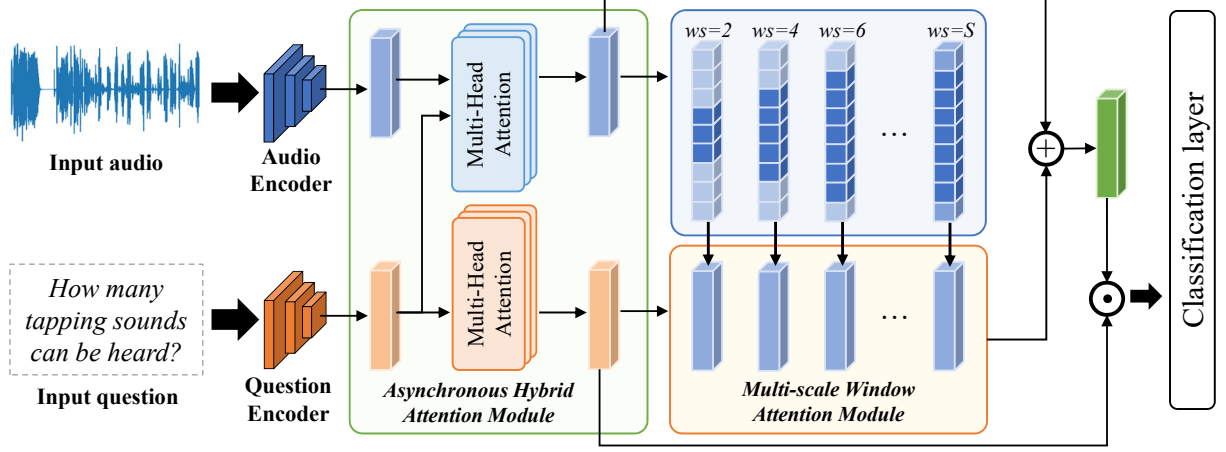 Input audio
Audio
Encoder
Multi-Head
Attention
ws=2
ws=4
ws=6
ws=S
...
Classification layer
How many
tapping sounds
can be heard?
Input question
Question
Encoder
Multi-Head
Attention
Asynchronous Hybrid
Attention Module
...
Multi-scale Window
Attention Module